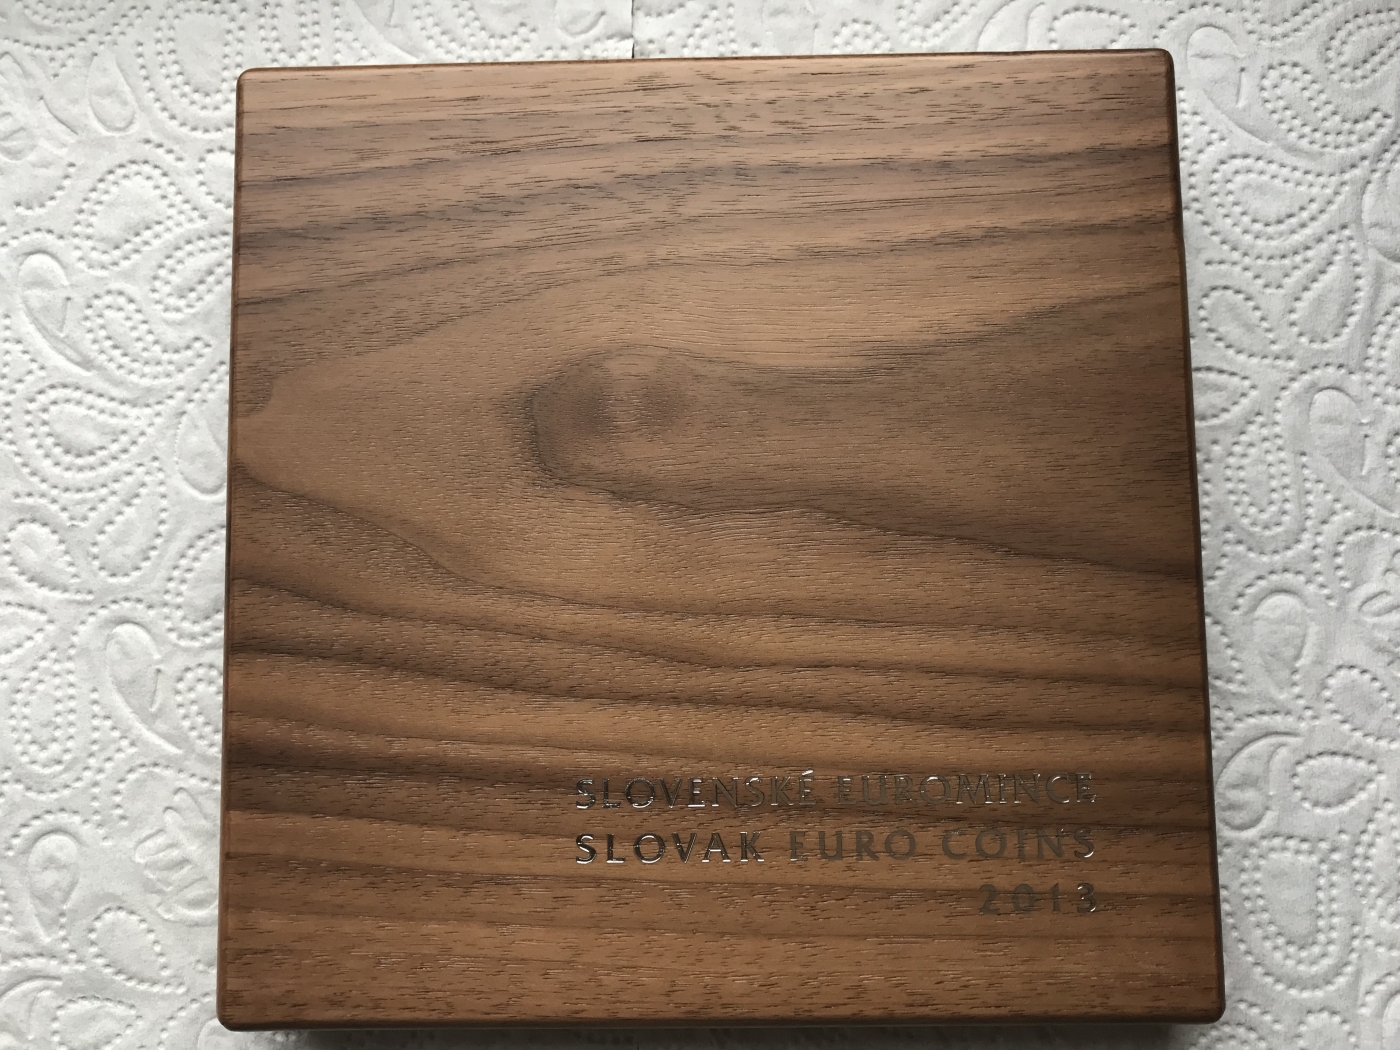 SLOVENSKÉ EUROMINCE
SLOVAK EURO COINS
2013